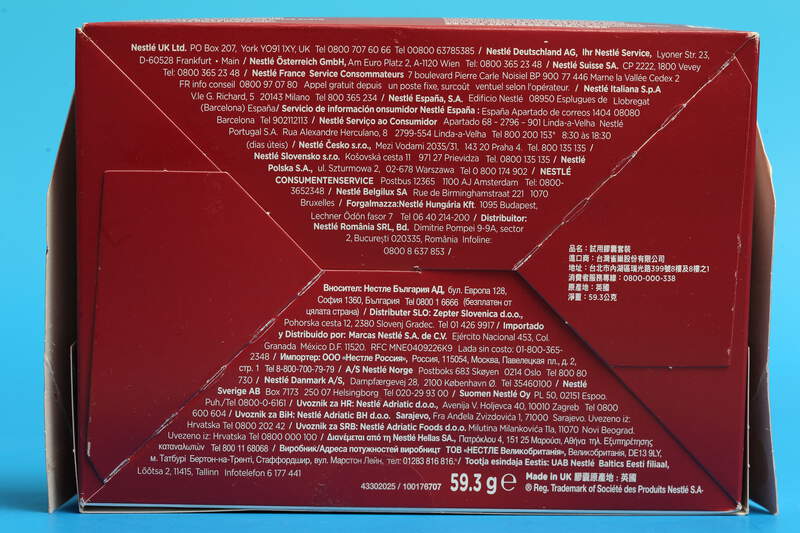 Nestlé UK Ltd. PO Box 207, York YO91 1XY, UK Tel 0800 707 60 66 Tel 00800 63785385 / Nestlé Deutschland AG, Ihr Nestlé Service, Lyoner Str. 23,
D-60528 Frankfurt • Main / Nestlé Österreich GmbH, Am Euro Platz 2, A-1120 Wien Tel: 0800 365 23 48 / Nestlé Suisse SA. CP 2222, 1800 Vevey
Tel: 0800 365 23 48 / Nestlé France Service Consommateurs 7 boulevard Pierre Carle Noisiel BP 900 77 446 Marne la Vallée Cedex 2
FR info conseil 0800 97 07 80 Appel gratuit depuis un poste fixe, surcoût ventuel selon l'opérateur. / Nestlé Italiana S.p.A
V.le G. Richard, 5 20143 Milano Tel 800 365 234 / Nestlé España, S.A. Edificio Nestlé 08950 Esplugues de Llobregat
(Barcelona) España/ Servicio de información onsumidor Nestlé España : España Apartado de correos 1404 08080
Barcelona Tel 902112113 / Nestlé Serviço ao Consumidor Apartado 68 - 2796 - 901 Linda-a-Velha Nestlé
Portugal S.A. Rua Alexandre Herculano, 8 2799-554 Linda-a-Velha Tel 800 200 153* 8:30 às 18:30
(dias úteis) / Nestlé Česko s.r.o., Mezi Vodami 2035/31, 143 20 Praha 4. Tel. 800 135 135 /
Nestlé Slovensko s.r.o. Košovská cesta 11 971 27 Prievidza Tel. 0800 135 135 / Nestlé
Polska S.A., ul. Szturmowa 2, 02-678 Warszawa Tel 0 800 174 902 / NESTLÉ
CONSUMENTENSERVICE Postbus 12365 1100 AJ Amsterdam Tel: 0800-
3652348 / Nestlé Belgilux SA Rue de Birminghamstraat 221 1070
Bruxelles / Forgalmazza:Nestlé Hungária Kft 1095 Budapest,
Lechner Ödön fasor 7 Tel 06 40 214-200 / Distribuitor:
Nestlé România SRL, Bd. Dimitrie Pompei 9-9A, sector
2, București 020335, România Infoline:
0800 8 637 853 /
品名：試用膠囊套裝
進口商：台灣雀巢股份有限公司
地址：台北市內湖區瑞光路399號8樓及8樓之1
消費者服務專線：0800-000-338
原產地：英國
淨重：59.3公克
Вносител: Нестле България АД, бул. Европа 128,
София 1360, България Tel 0800 1 6666 (безплатен от
цялата страна) / Distributer SLO: Zepter Slovenica d.o.o.,
Pohorska cesta 12, 2380 Slovenj Gradec Tel 01 426 9917 / Importado
y Distribuido por: Marcas Nestlé S.A. de C.V. Ejército Nacional 453, Col.
Granada México D.F. 11520. RFC MNE0409226K9 Lada sin costo: 01-800-365-
2348 / Импортер: ООО «Нестле Россия», Россия, 115054, Москва, Павелецкая пл., д. 2,
стр. 1 Tel 8-800-700-79-79 / A/S Nestlé Norge Postboks 683 Skøyen 0214 Oslo Tel 800 80
730 / Nestlé Danmark A/S, Dampfærgevej 28, 2100 København Ø. Tel 35460100 / Nestlé
Sverige AB Box 7173 250 07 Helsingborg Tel 020-29 93 00 / Suomen Nestlé Oy PL 50, 02151 Espoo.
Puh./Tel 0/800-0-6161 / Uvoznik za HR: Nestlé Adriatic d.o.o., Avenija V. Holjevca 40, 10010 Zagreb Tel 0800
600 604 / Uvoznik za BiH: Nestlé Adriatic BH d.o.o. Sarajevo, Fra Anđela Zvizdovića 1, 71000 Sarajevo. Uvezeno iz:
Hrvatska Tel 0800 202 42 / Uvoznik za SRB: Nestlé Adriatic Foods d.o.o. Milutina Milankovića 11a, 11070 Novi Beograd.
Uvezeno iz: Hrvatska Tel 0800 000 100 / Διανέμεται από τη Nestlé Hellas SA., Πατρόκλου 4, 151 25 Μαρούσι, Αθήνα τηλ. Εξυπηρέτησης
καταναλωτών Tel 800 11 68068 / Виробник/Адреса потужностей виробницт ТОВ «НЕСТЛЕ Великобританія», Великобританія, DE13 9LY,
м. Татбурі Бертон-на-Тренті, Стаффордшир, вул. Марстон Лейн, тел: 01283 816 816.* / Tootja esindaja Eestis: UAB Nestlé Baltics Eesti filiaal,
Lõõtsa 2, 11415, Tallinn Infotelefon 6 177 441
43302025 / 100176707
59.3 g e
Made in UK 膠囊原產地：英國
® Reg. Trademark of Société des Produits Nestlé S.A.